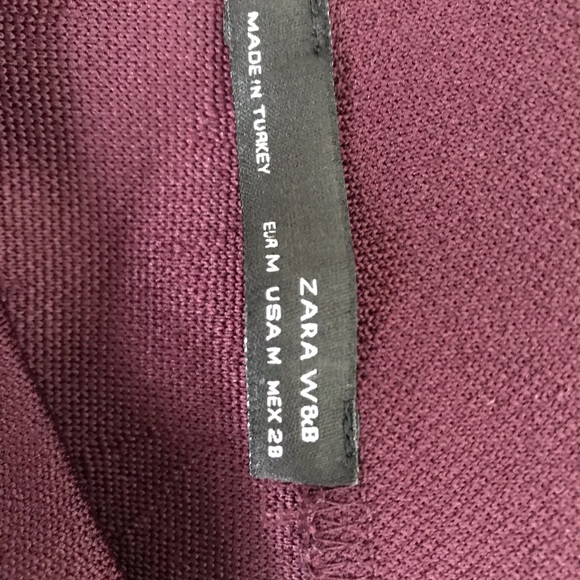 ZARA W&B
EUR M USA M MEX 28
MADE IN TURKEY